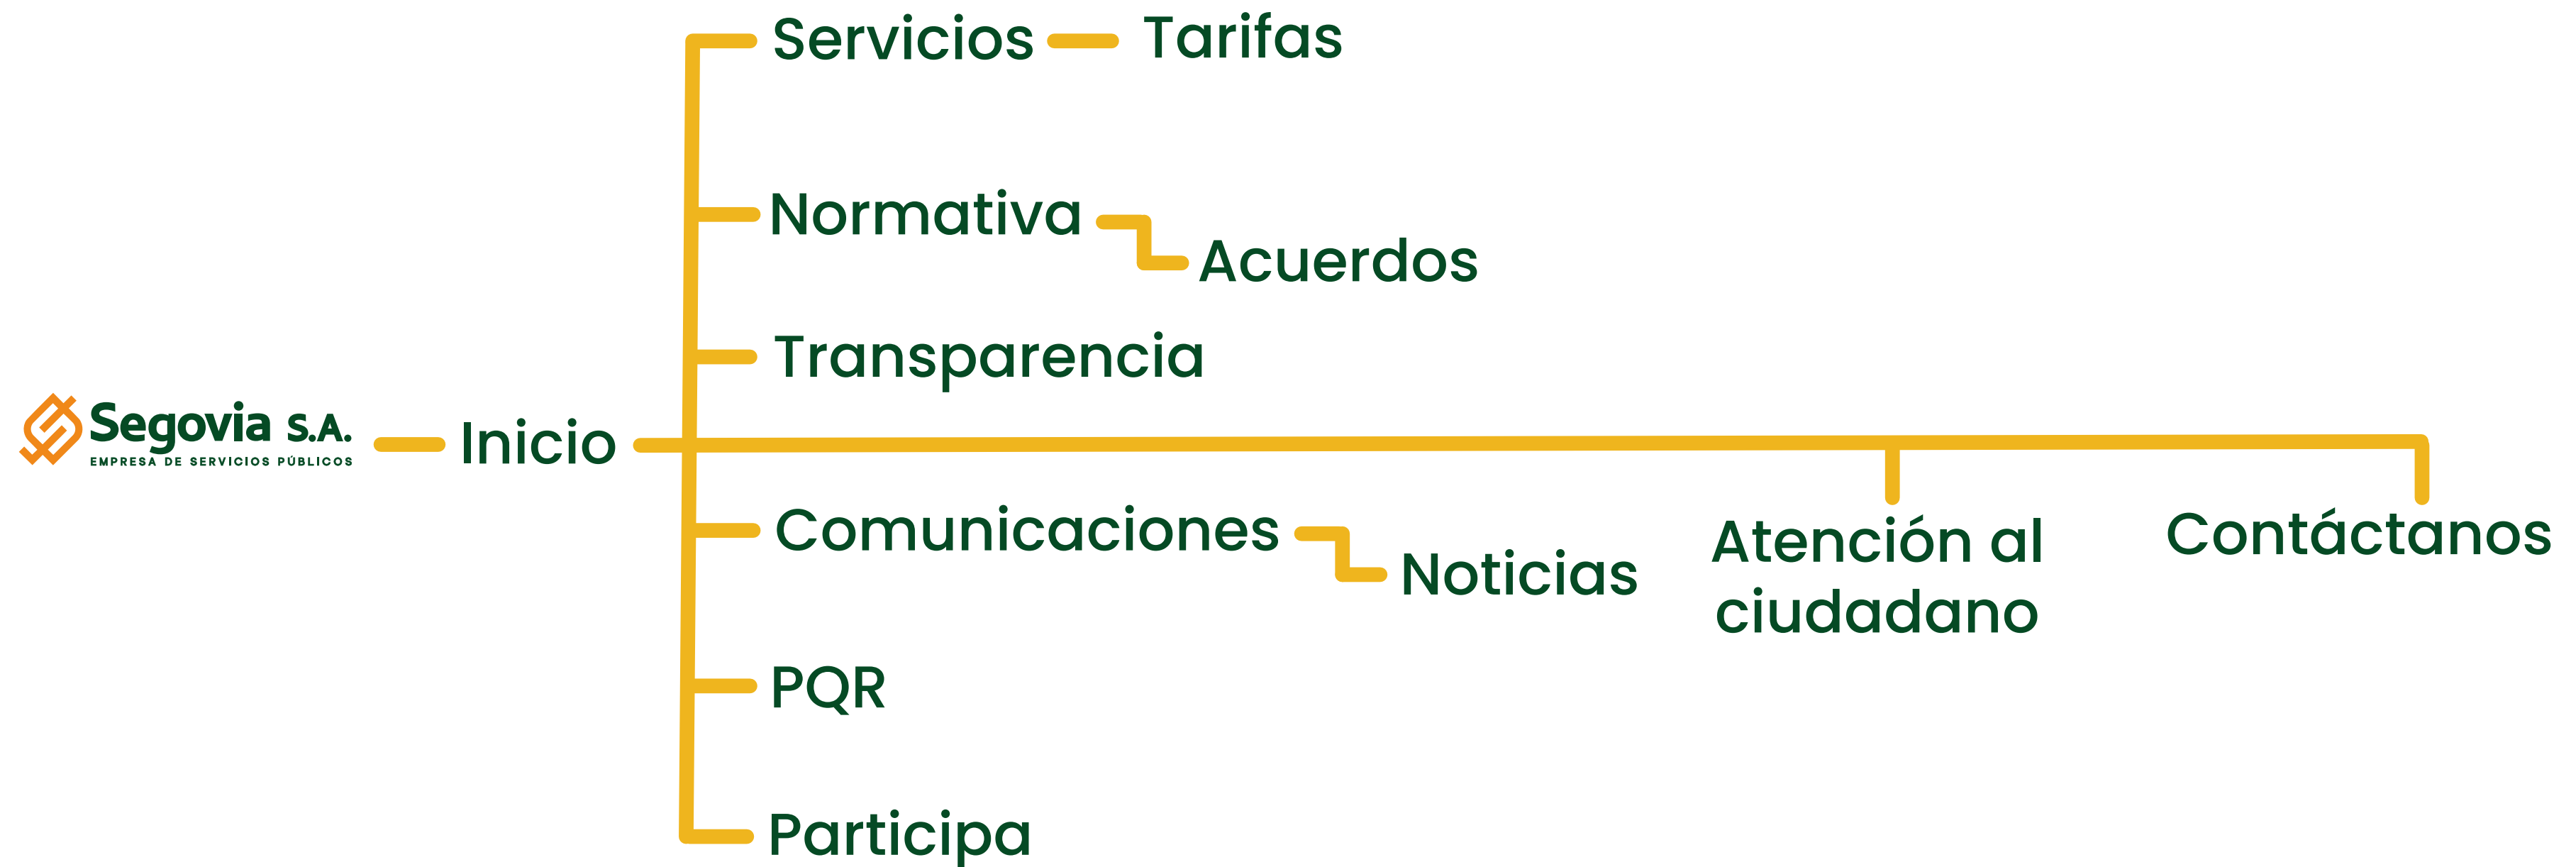 Servicios
Tarifas
Normativa
Acuerdos
Transparencia
Segovia S.A.
EMPRESA DE SERVICIOS PÚBLICOS
Inicio
Comunicaciones
Noticias
Atención al
ciudadano
Contáctanos
PQR
Participa